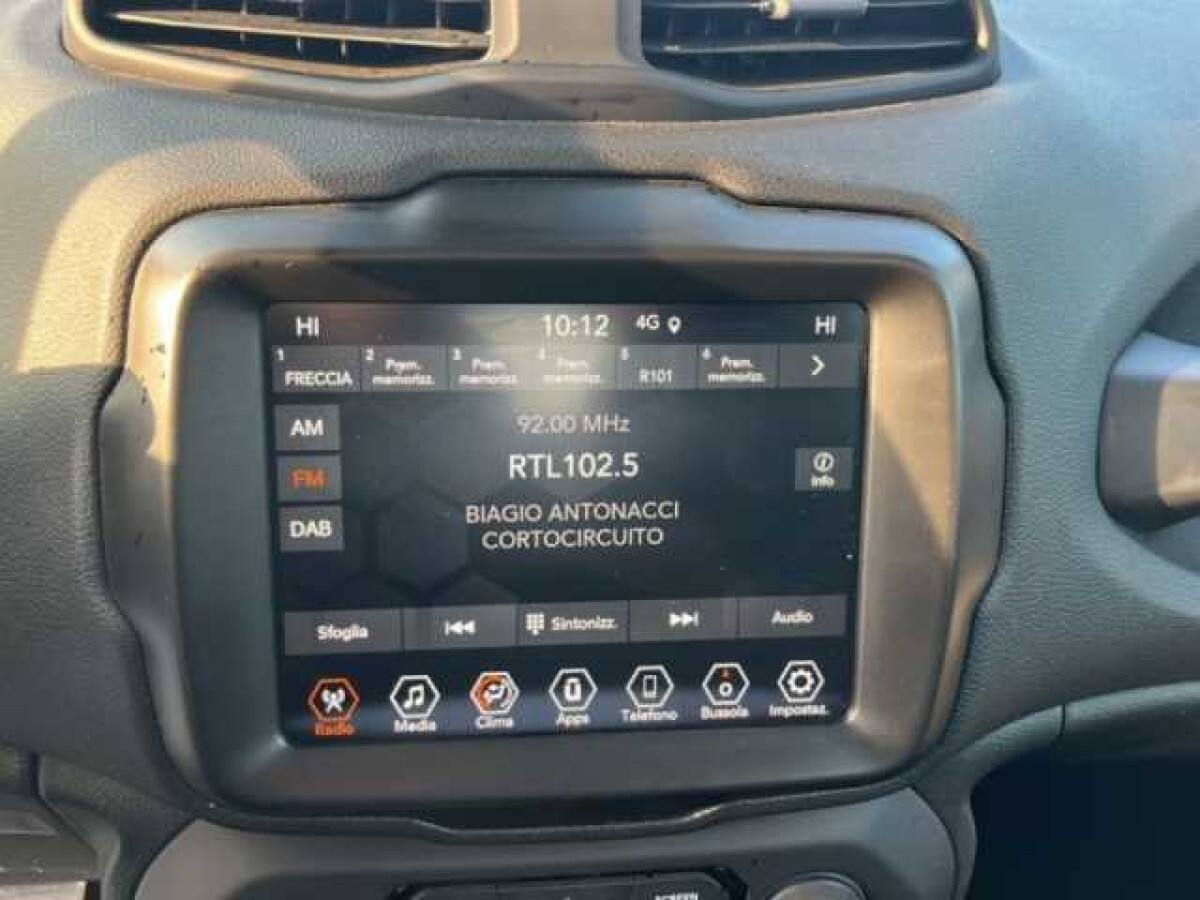 HI 10:12 4G HI
1 2 3 4 5 6
FRECCIA Prem. memorizz. Prem. memorizz. Prem. memorizz. R101 Prem. memorizz.
AM
92.00 MHz
FM
RTL102.5
info
DAB
BIAGIO ANTONACCI
CORTOCIRCUITO
Sfoglia Sintonizz. Audio
Radio Media Clima Apps Telefono Bussola Impostaz.
SCREEN